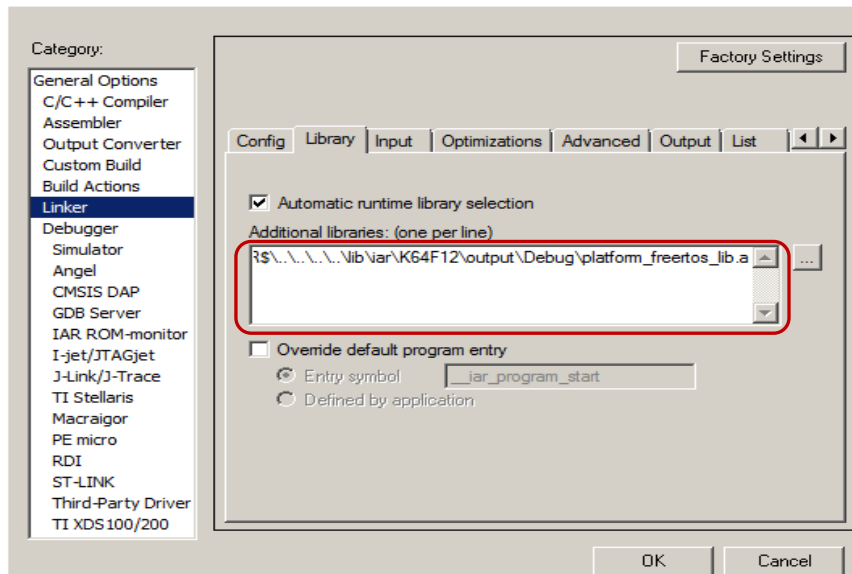 Category:
General Options
C/C++ Compiler
Assembler
Output Converter
Custom Build
Build Actions
Linker
Debugger
Simulator
Angel
CMSIS DAP
GDB Server
IAR ROM-monitor
I-jet/JTAGjet
J-Link/J-Trace
TI Stellaris
Macraigor
PE micro
RDI
ST-LINK
Third-Party Driver
TI XDS100/200
Factory Settings
Config Library Input Optimizations Advanced Output List
Automatic runtime library selection
Additional libraries: (one per line)
R$\..\..\..\..\lib\iar\K64F12\output\Debug\platform_freertos_lib.a
...
Override default program entry
Entry symbol __iar_program_start
Defined by application
OK Cancel